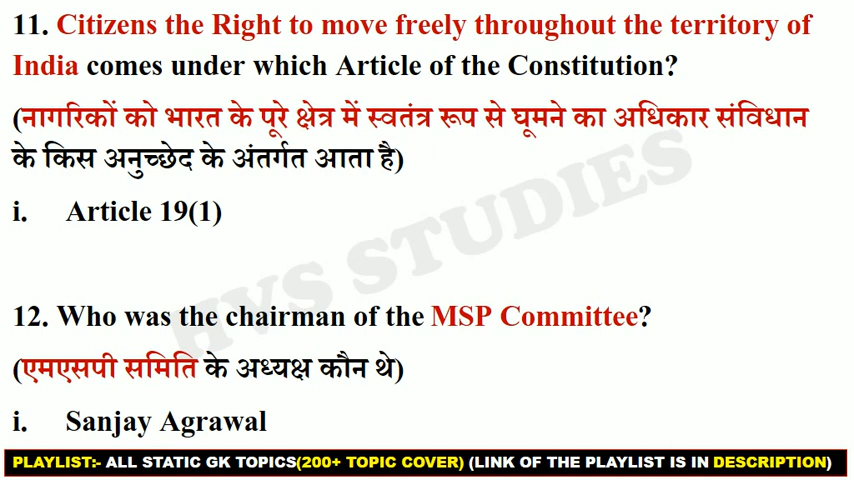 11. Citizens the Right to move freely throughout the territory of
India comes under which Article of the Constitution?
(नागरिकों को भारत के पूरे क्षेत्र में स्वतंत्र रूप से घूमने का अधिकार संविधान
के किस अनुच्छेद के अंतर्गत आता है)
i. Article 19(1)
HVS STUDIES
12. Who was the chairman of the MSP Committee?
(एमएसपी समिति के अध्यक्ष कौन थे)
i. Sanjay Agrawal
PLAYLIST:- ALL STATIC GK TOPICS(200+ TOPIC COVER) (LINK OF THE PLAYLIST IS IN DESCRIPTION)